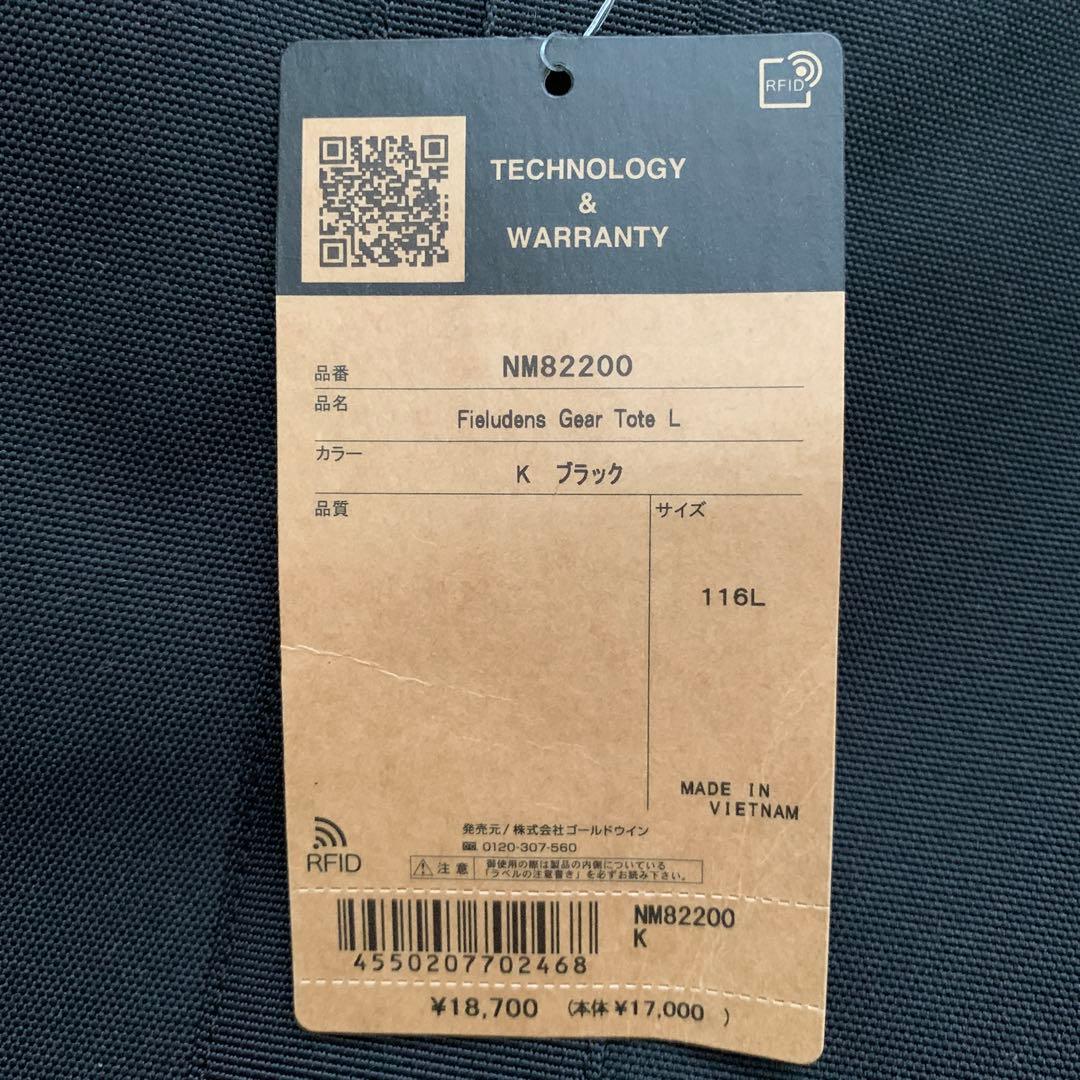 RFID
TECHNOLOGY
&
WARRANTY
品番 NM82200
品名 Fieludens Gear Tote L
カラー K ブラック
品質 サイズ
116L
MADE IN
VIETNAM
発売元/株式会社ゴールドウイン
0120-307-560
RFID
注意 御使用の際は製品の内側についている
「ラベルの注意書き」を必ずお読み下さい。
NM82200
K
4550207702468
¥18,700 (本体¥17,000 )